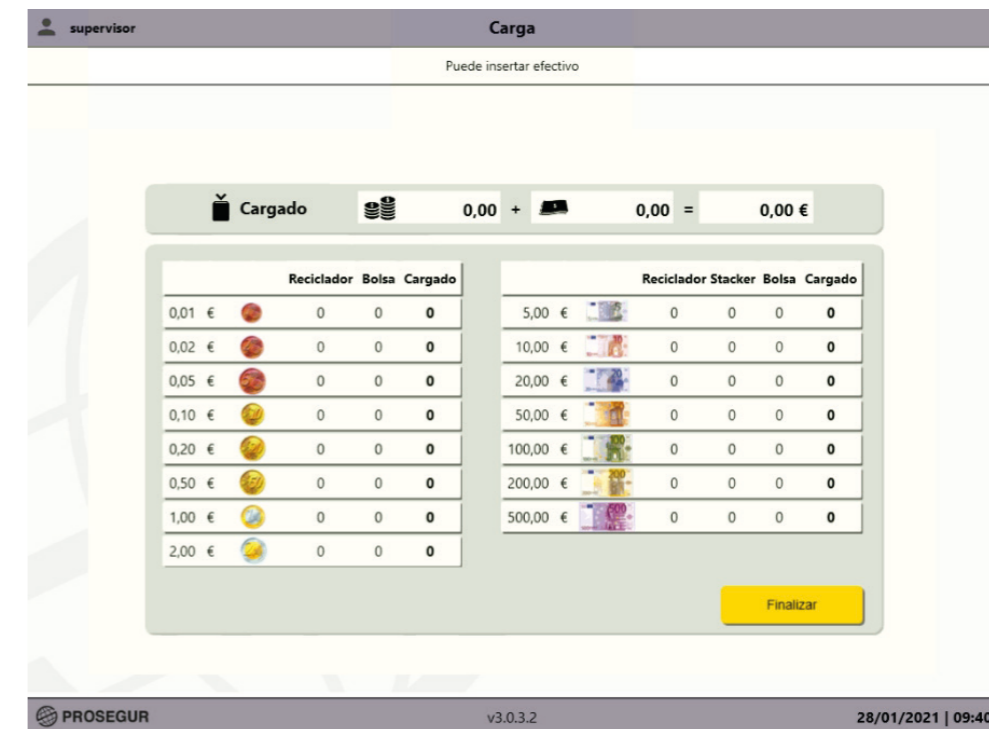 supervisor Carga
Puede insertar efectivo
Cargado 0,00 + 0,00 = 0,00 €
Reciclador Bolsa Cargado
0,01 € 0 0 0
0,02 € 0 0 0
0,05 € 0 0 0
0,10 € 0 0 0
0,20 € 0 0 0
0,50 € 0 0 0
1,00 € 0 0 0
2,00 € 0 0 0
Reciclador Stacker Bolsa Cargado
5,00 € 0 0 0 0
10,00 € 0 0 0 0
20,00 € 0 0 0 0
50,00 € 0 0 0 0
100,00 € 0 0 0 0
200,00 € 0 0 0 0
500,00 € 0 0 0 0
Finalizar
PROSEGUR v3.0.3.2 28/01/2021 | 09:40